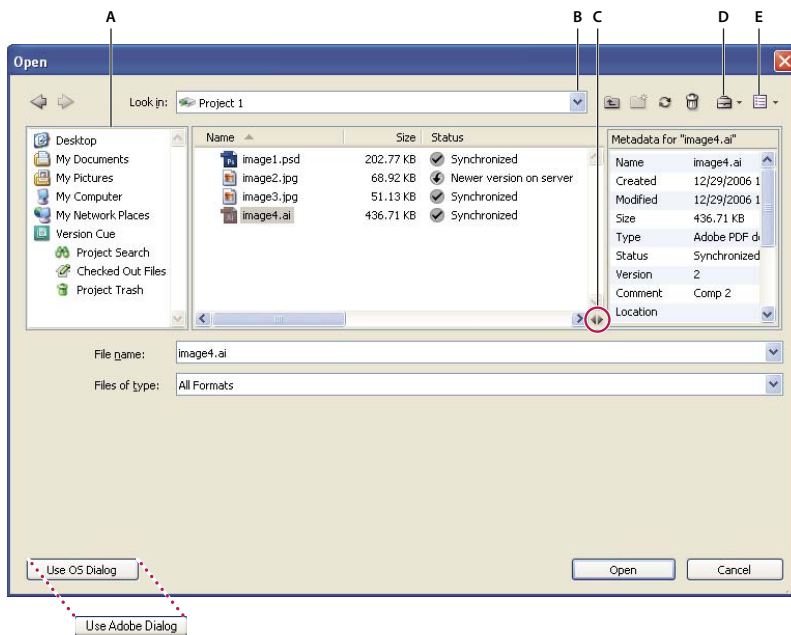 A B C D E
Open
Look in: Project 1
Desktop
My Documents
My Pictures
My Computer
My Network Places
Version Cue
Project Search
Checked Out Files
Project Trash
Name Size Status
Ps image1.psd 202.77 KB Synchronized
image2.jpg 68.92 KB Newer version on server
image3.jpg 51.13 KB Synchronized
Ai image4.ai 436.71 KB Synchronized
Metadata for "image4.ai"
Name image4.ai
Created 12/29/2006 1
Modified 12/29/2006 1
Size 436.71 KB
Type Adobe PDF d
Status Synchronized
Version 2
Comment Comp 2
Location
File name: image4.ai
Files of type: All Formats
Use OS Dialog Open Cancel
Use Adobe Dialog